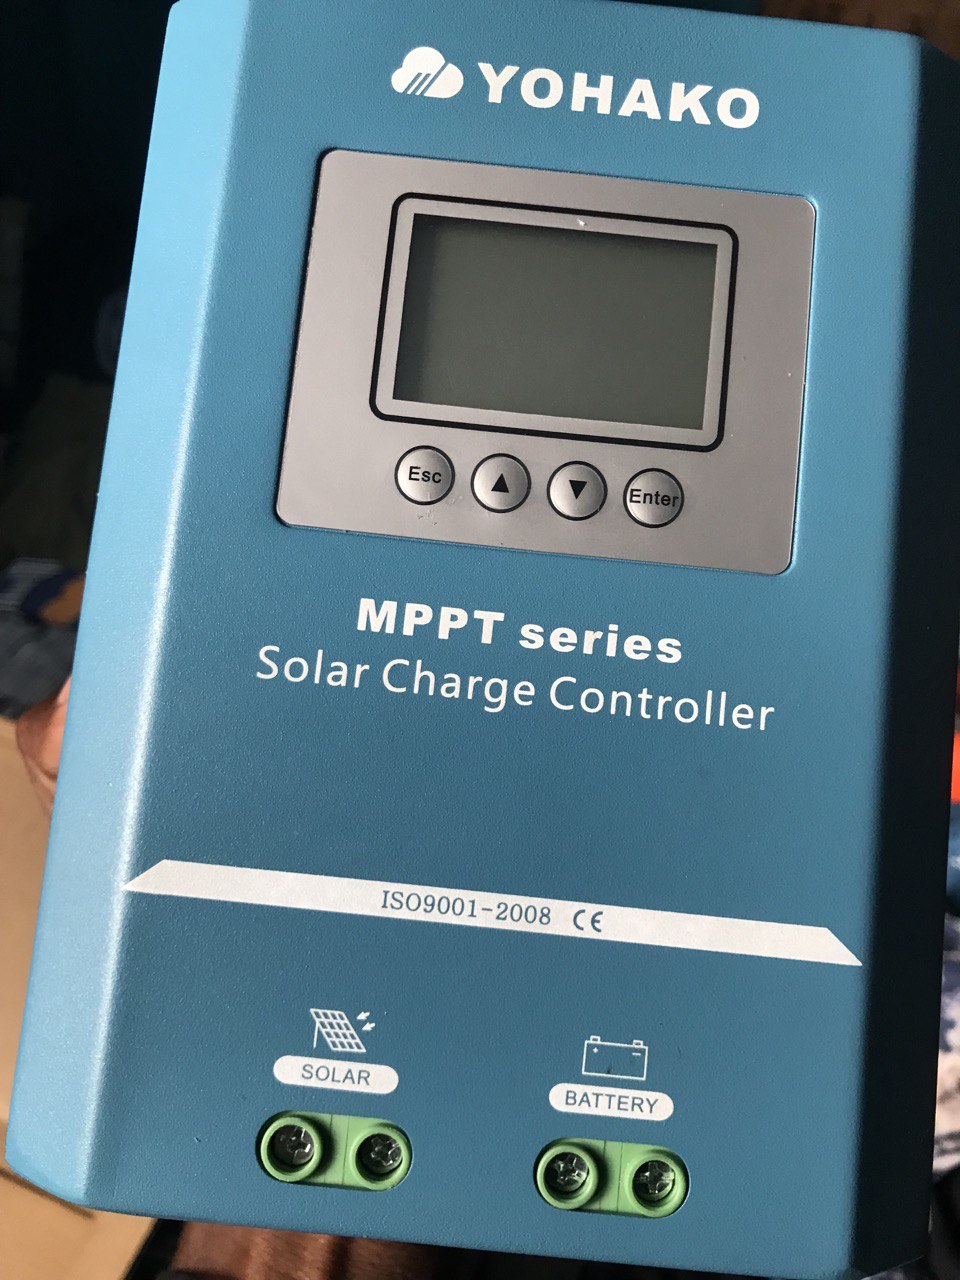 YOHAKO
Esc ▲ ▼ Enter
MPPT series
Solar Charge Controller
ISO9001-2008 CE
SOLAR
BATTERY